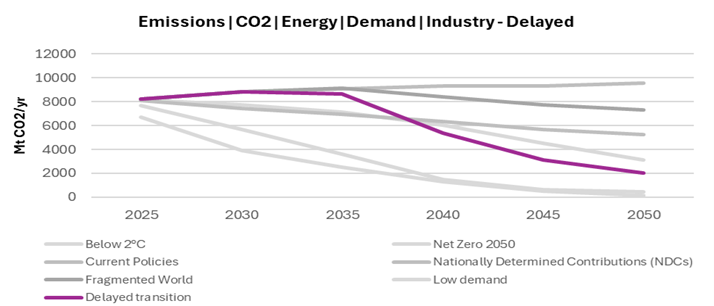 Emissions|CO2|Energy|Demand|Industry - Delayed
Mt CO2/yr
12000
10000
8000
6000
4000
2000
0
2025 2030 2035 2040 2045 2050
Below 2°C Net Zero 2050
Current Policies Nationally Determined Contributions (NDCs)
Fragmented World Low demand
Delayed transition